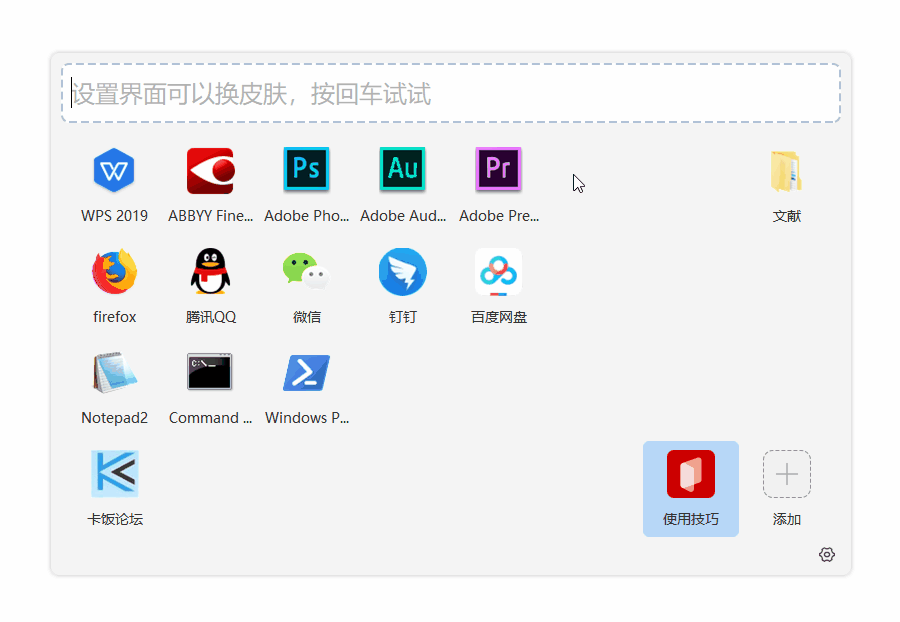 设置界面可以换皮肤，按回车试试
Ps Au Pr
WPS 2019 ABBYY Fine... Adobe Pho... Adobe Aud... Adobe Pre... 文献
firefox 腾讯QQ 微信 钉钉 百度网盘
C:\_
Notepad2 Command ... Windows P...
卡饭论坛 使用技巧 添加